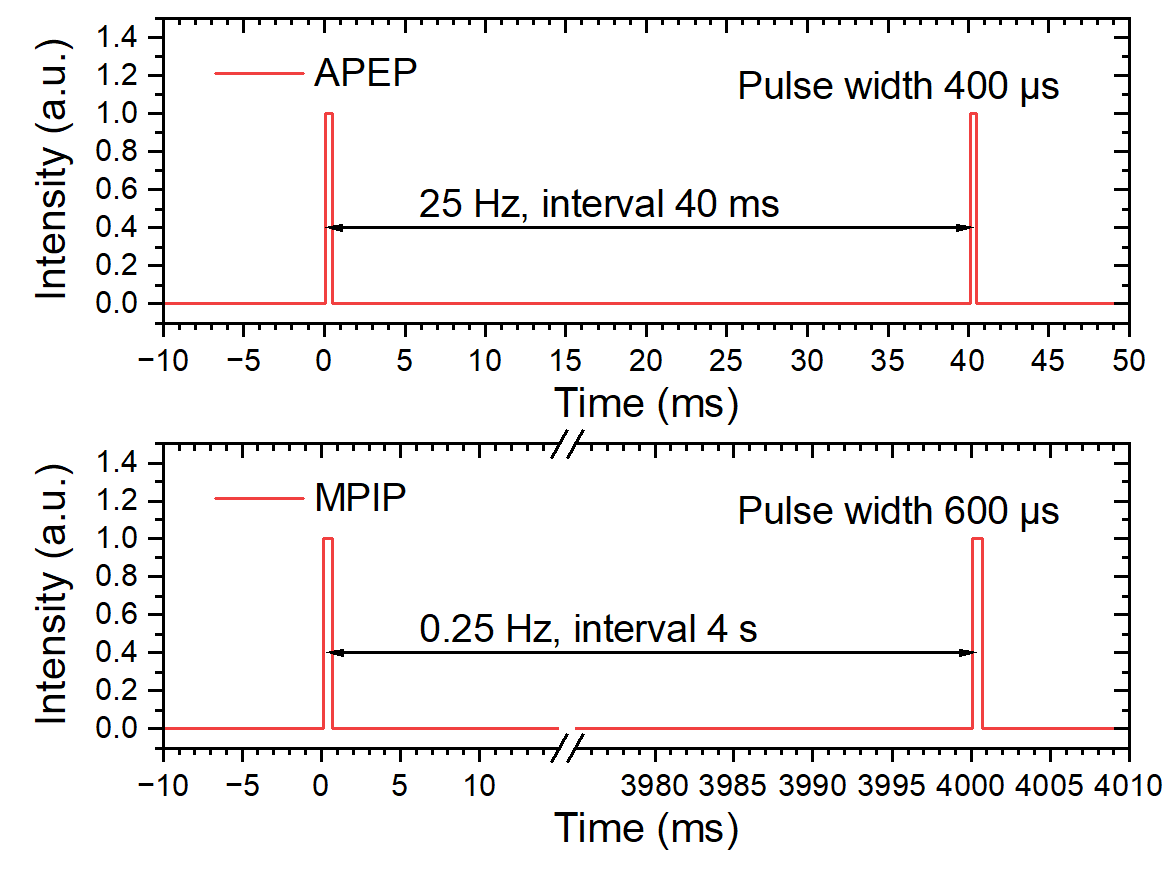 1.4
1.2
1.0
0.8
0.6
0.4
0.2
0.0
Intensity (a.u.)
APEP
Pulse width 400 µs
25 Hz, interval 40 ms
−10 −5 0 5 10 15 20 25 30 35 40 45 50
Time (ms)
1.4
1.2
1.0
0.8
0.6
0.4
0.2
0.0
Intensity (a.u.)
MPIP
Pulse width 600 µs
0.25 Hz, interval 4 s
−10 −5 0 5 10 3980 3985 3990 3995 4000 4005 4010
Time (ms)